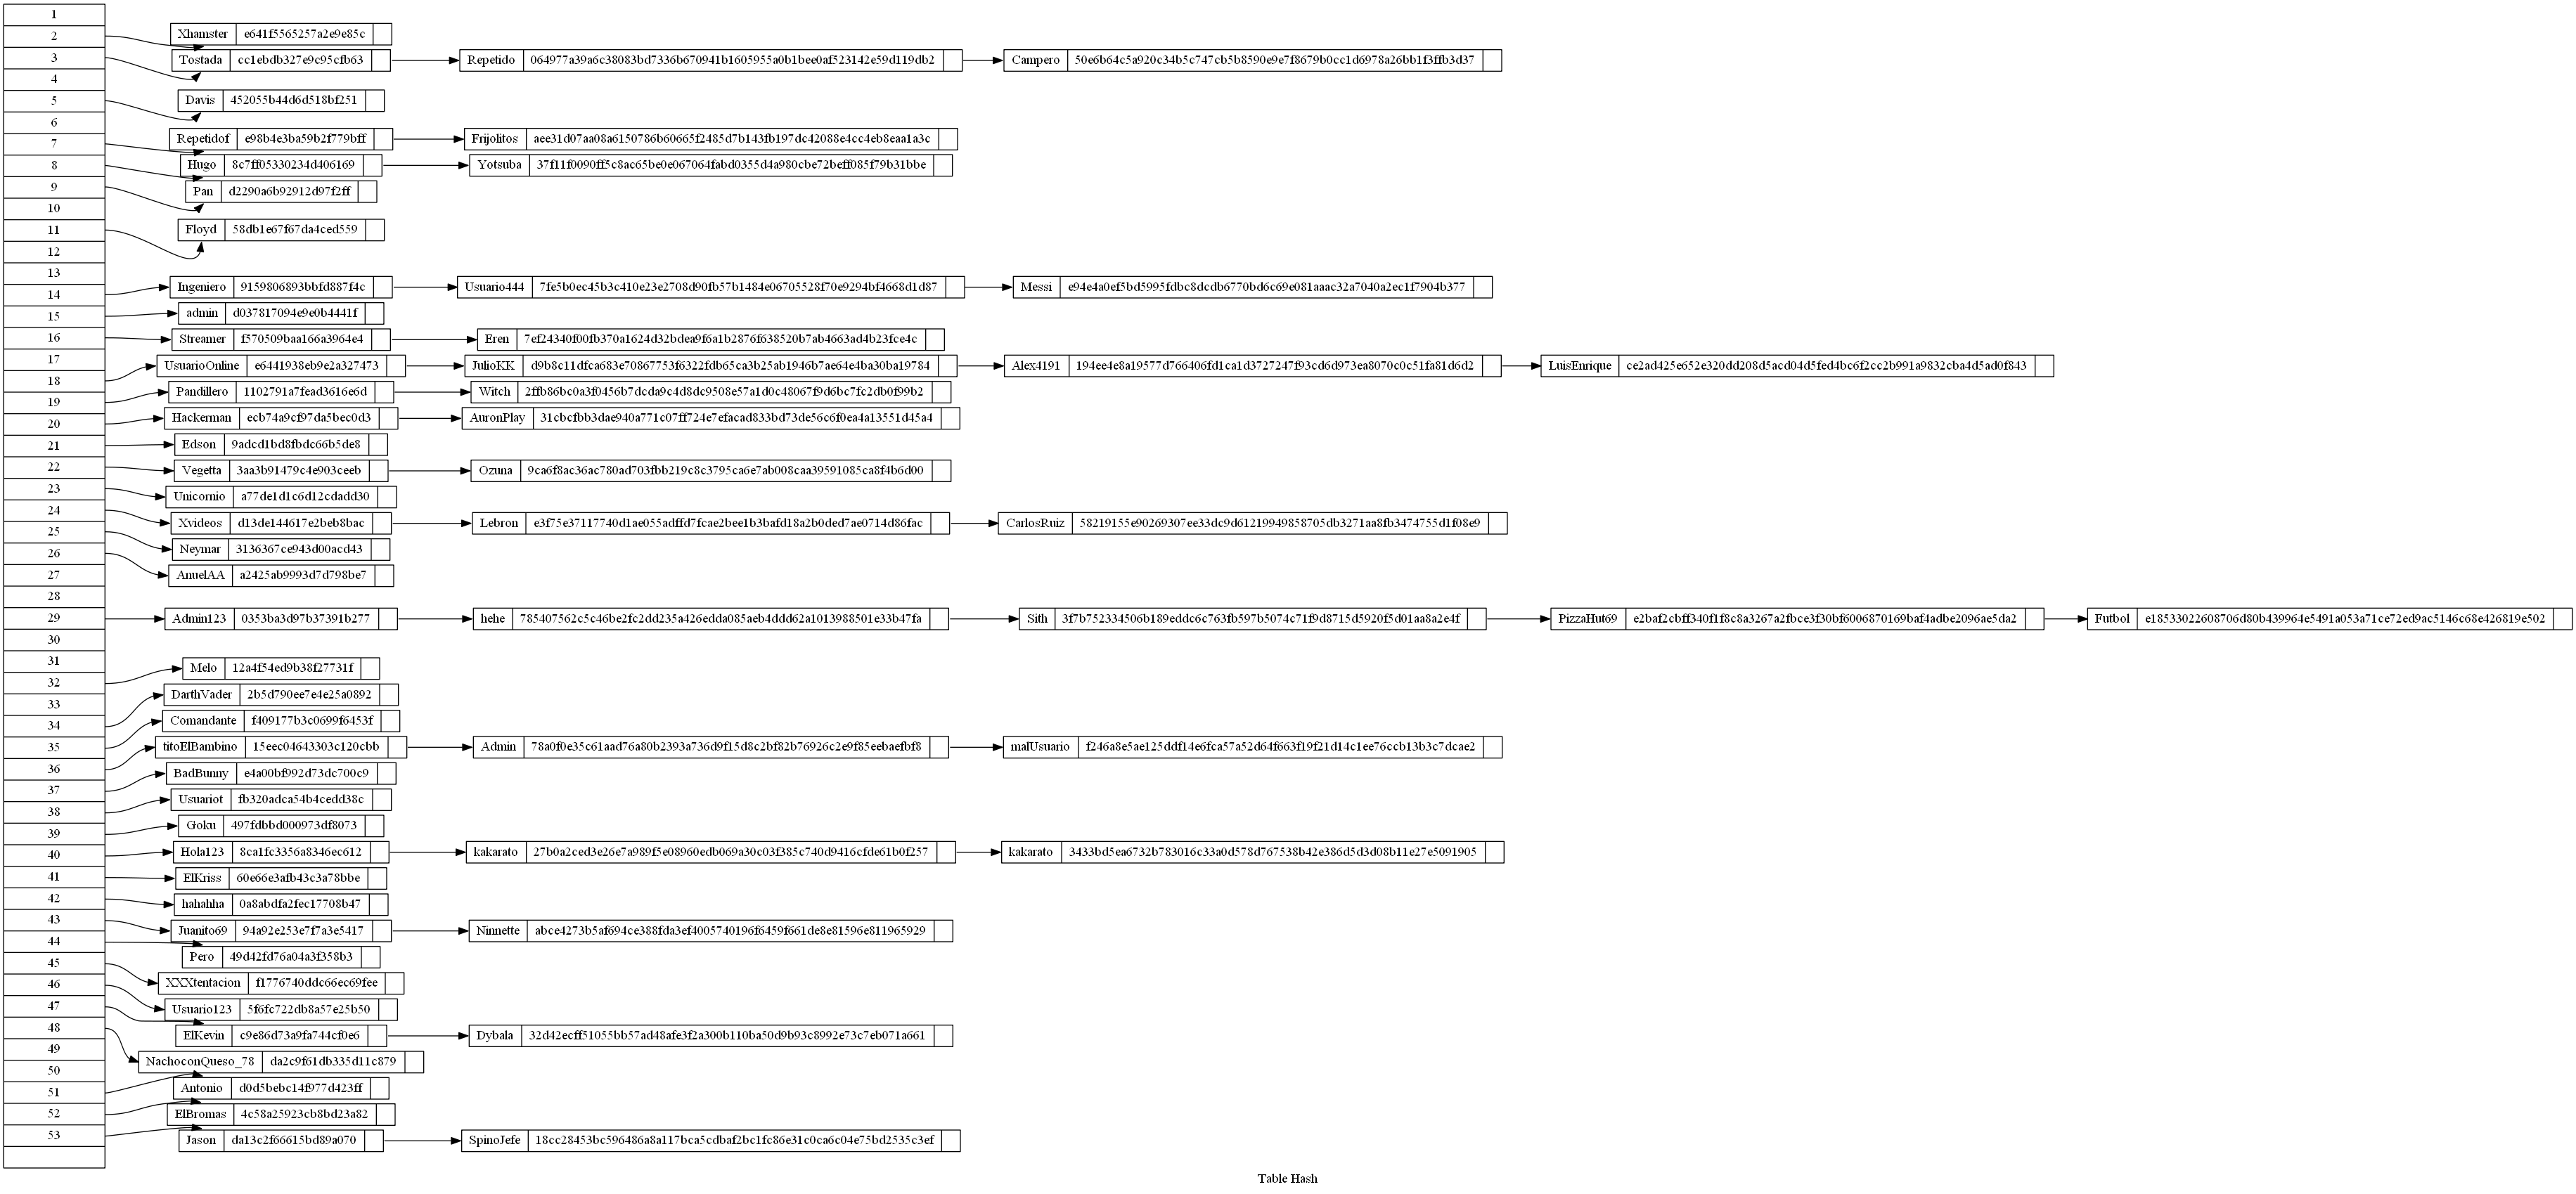 1
2
3
4
5
6
7
8
9
10
11
12
13
14
15
16
17
18
19
20
21
22
23
24
25
26
27
28
29
30
31
32
33
34
35
36
37
38
39
40
41
42
43
44
45
46
47
48
49
50
51
52
53
Xhamster e641f5565257a2e9e85c
Tostada cc1ebdb327e9c95cfb63 Repetido 064977a39a6c38083bd7336b670941b1605955a0b1bee0af523142e59d119db2 Campero 50e6b64c5a920c34b5c747cb5b8590e9e7f8679b0cc1d6978a26bb1f3ffb3d37
Davis 452055b44d6d518bf251
Repetidof e98b4e3ba59b2f779bff Frijolitos aee31d07aa08a6150786b60665f2485d7b143fb197dc42088e4cc4eb8eaa1a3c
Hugo 8c7ff05330234d406169 Yotsuba 37f11f0090ff5c8ac65be0e067064fabd0355d4a980cbe72beff085f79b31bbe
Pan d2290a6b92912d97f2ff
Floyd 58db1e67f67da4ced559
Ingeniero 9159806893bbfd887f4c Usuario444 7fe5b0ec45b3c410e23e2708d90fb57b1484e06705528f70e9294bf4668d1d87 Messi e94e4a0ef5bd5995fdbc8dcdb6770bd6c69e081aaac32a7040a2ec1f7904b377
admin d037817094e9e0b4441f
Streamer f570509baa166a3964e4 Eren 7ef24340f00fb370a1624d32bdea9f6a1b2876f638520b7ab4663ad4b23fce4c
UsuarioOnline e6441938eb9e2a327473 JulioKK d9b8c11dfca683e70867753f6322fdb65ca3b25ab1946b7ae64e4ba30ba19784 Alex4191 194ee4e8a19577d766406fd1ca1d3727247f93cd6d973ea8070c0c51fa81d6d2 LuisEnrique ce2ad425e652e320dd208d5acd04d5fed4bc6f2cc2b991a9832cba4d5ad0f843
Pandillero 1102791a7fead3616e6d Witch 2ffb86bc0a3f0456b7dcda9c4d8dc9508e57a1d0c48067f9d6bc7fc2db0f99b2
Hackerman ecb74a9cf97da5bec0d3 AuronPlay 31cbcfbb3dae940a771c07ff724e7efacad833bd73de56c6f0ea4a13551d45a4
Edson 9adcd1bd8fbdc66b5de8
Vegetta 3aa3b91479c4e903ceeb Ozuna 9ca6f8ac36ac780ad703fbb219c8c3795ca6e7ab008caa39591085ca8f4b6d00
Unicornio a77de1d1c6d12cdadd30
Xvideos d13de144617e2beb8bac Lebron e3f75e37117740d1ae055adffd7fcae2bee1b3bafd18a2b0ded7ae0714d86fac CarlosRuiz 58219155e90269307ee33dc9d61219949858705db3271aa8fb3474755d1f08e9
Neymar 3136367ce943d00acd43
AnuelAA a2425ab9993d7d798be7
Admin123 0353ba3d97b37391b277 hehe 785407562c5c46be2fc2dd235a426edda085aeb4ddd62a1013988501e33b47fa Sith 3f7b752334506b189eddc6c763fb597b5074c71f9d8715d5920f5d01aa8a2e4f PizzaHut69 e2baf2cbff340f1f8c8a3267a2fbce3f30bf6006870169baf4adbe2096ae5da2 Futbol e18533022608706d80b439964e5491a053a71ce72ed9ac5146c68e426819e502
Melo 12a4f54ed9b38f27731f
DarthVader 2b5d790ee7e4e25a0892
Comandante f409177b3c0699f6453f
titoElBambino 15eec04643303c120cbb Admin 78a0f0e35c61aad76a80b2393a736d9f15d8c2bf82b76926c2e9f85eebaefbf8 malUsuario f246a8e5ae125ddf14e6fca57a52d64f663f19f21d14c1ee76ccb13b3c7dcae2
BadBunny e4a00bf992d73dc700c9
Usuariot fb320adca54b4cedd38c
Goku 497fdbbd000973df8073
Hola123 8ca1fc3356a8346ec612 kakarato 27b0a2ced3e26e7a989f5e08960edb069a30c03f385c740d9416cfde61b0f257 kakarato 3433bd5ea6732b783016c33a0d578d767538b42e386d5d3d08b11e27e5091905
ElKriss 60e66e3afb43c3a78bbe
hahahha 0a8abdfa2fec17708b47
Juanito69 94a92e253e7f7a3e5417 Ninnette abce4273b5af694ce388fda3ef4005740196f6459f661de8e81596e811965929
Pero 49d42fd76a04a3f358b3
XXXtentacion f1776740ddc66ec69fee
Usuario123 5f6fc722db8a57e25b50
ElKevin c9e86d73a9fa744cf0e6 Dybala 32d42ecff51055bb57ad48afe3f2a300b110ba50d9b93c8992e73c7eb071a661
NachoconQueso_78 da2c9f61db335d11c879
Antonio d0d5bebc14f977d423ff
ElBromas 4c58a25923cb8bd23a82
Jason da13c2f66615bd89a070 SpinoJefe 18cc28453bc596486a8a117bca5cdbaf2bc1fc86e31c0ca6c04e75bd2535c3ef
Table Hash